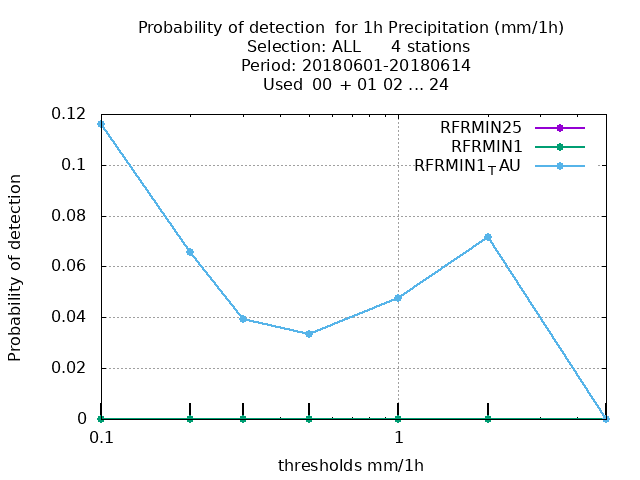 Probability of detection  for 1h Precipitation (mm/1h)
Selection: ALL      4 stations
Period: 20180601-20180614
Used  00  + 01 02 ... 24
RFRMIN25
RFRMIN1
RFRMIN1_TAU
Probability of detection
0.12
0.1
0.08
0.06
0.04
0.02
0
0.1
1
thresholds mm/1h